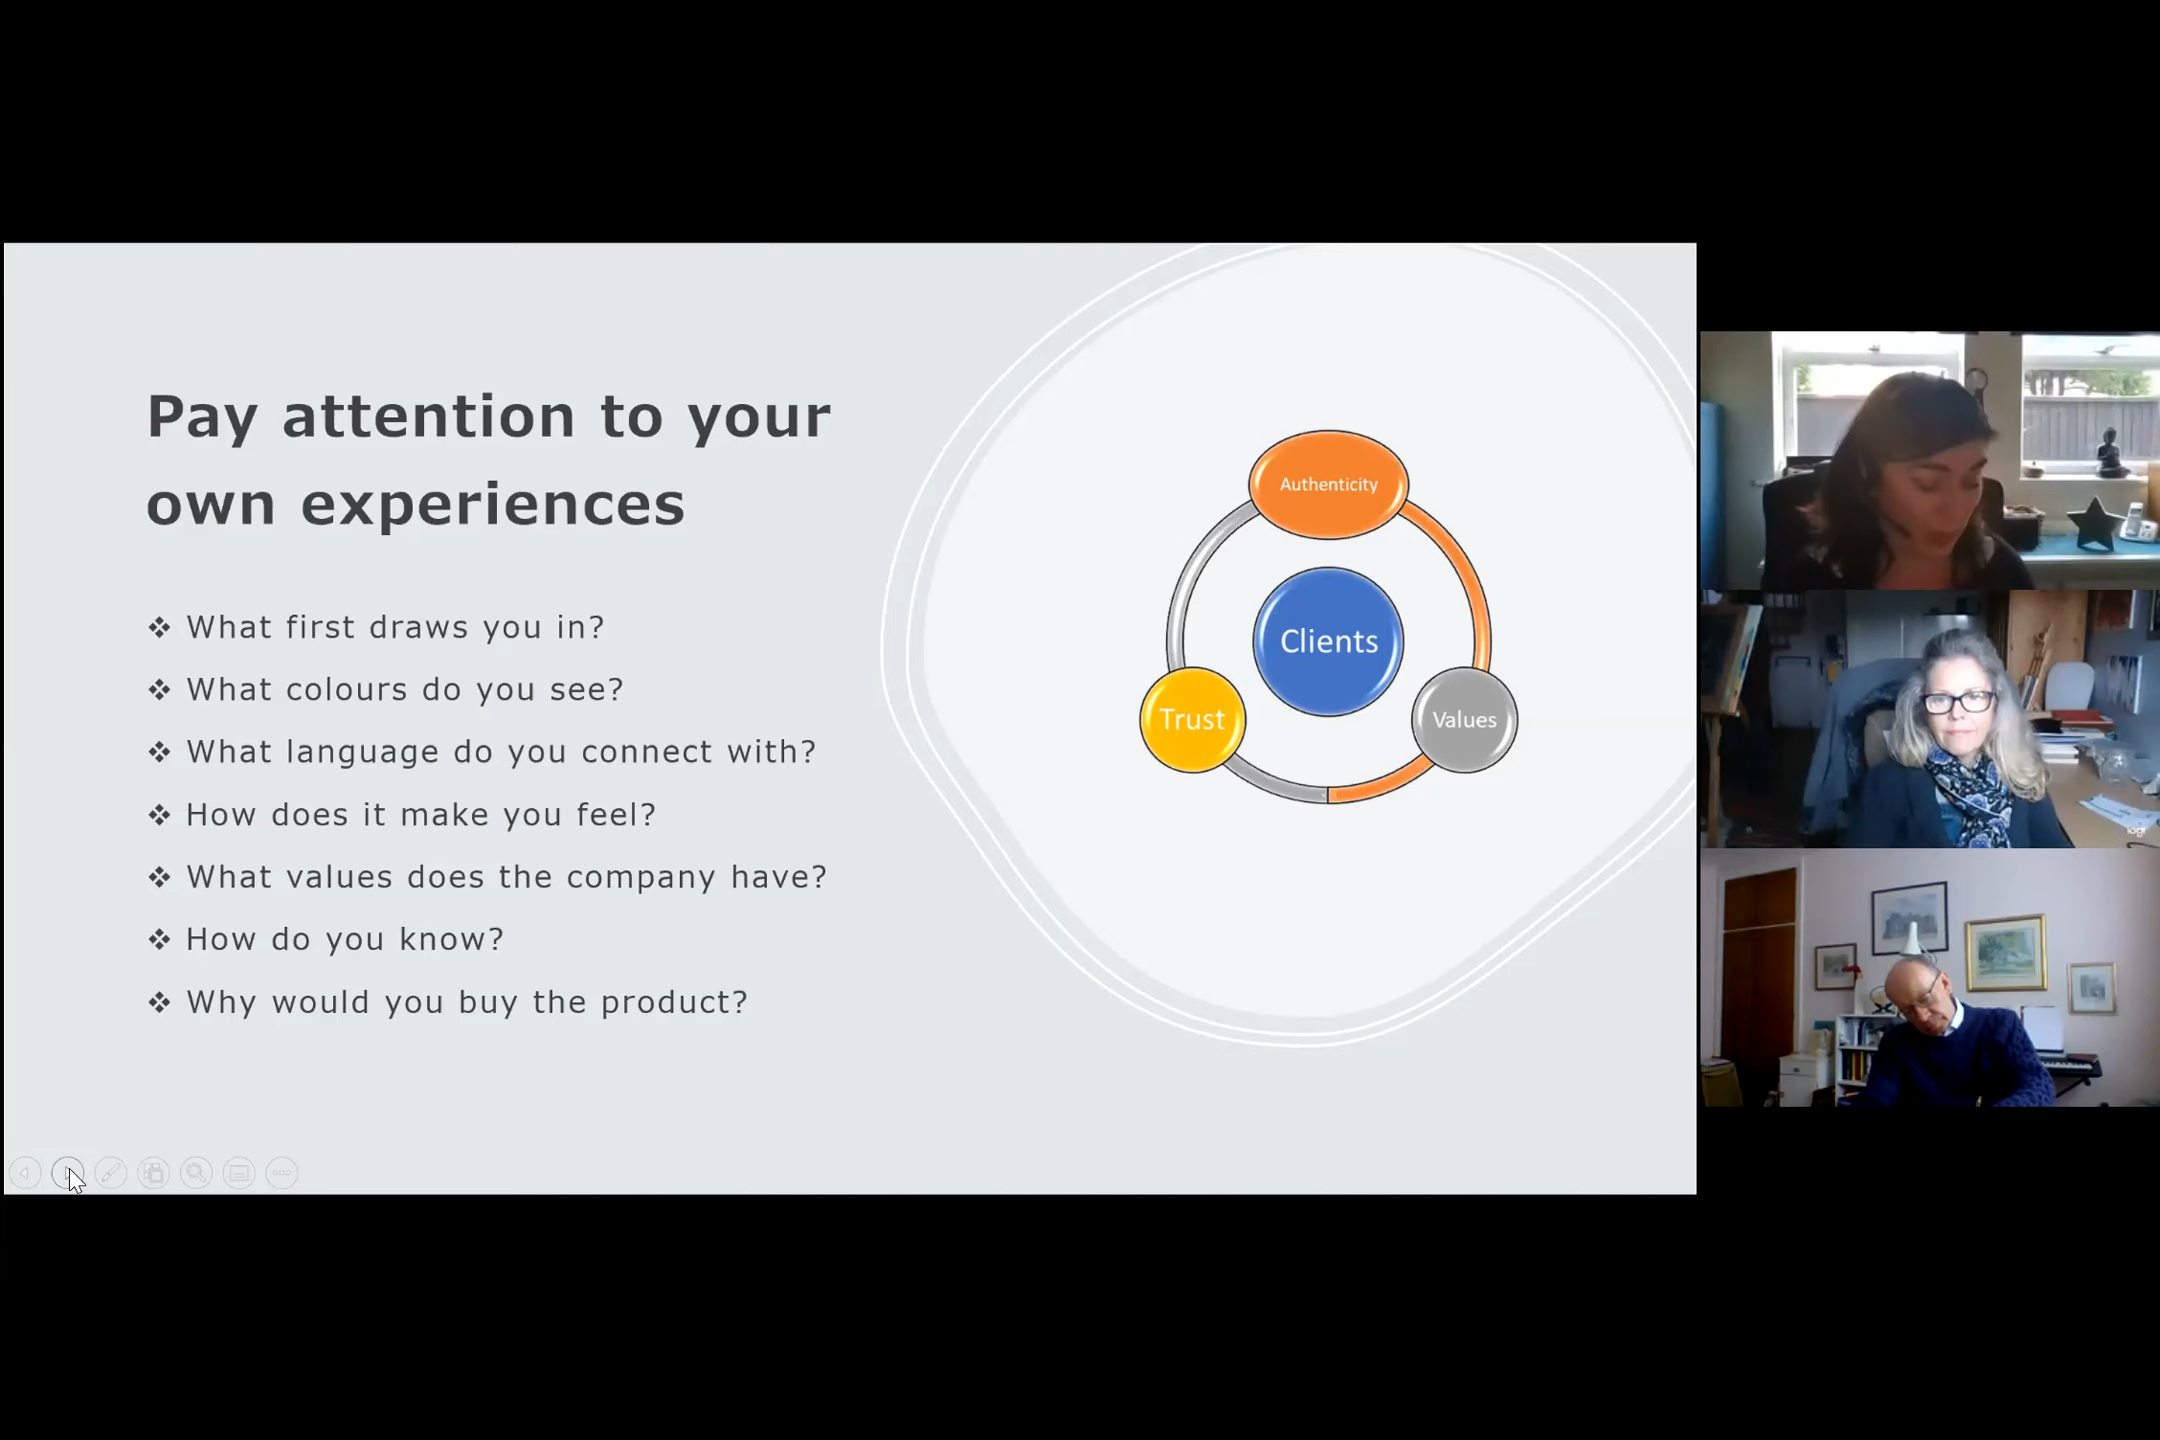 Pay attention to your
own experiences
❖ What first draws you in?
❖ What colours do you see?
❖ What language do you connect with?
❖ How does it make you feel?
❖ What values does the company have?
❖ How do you know?
❖ Why would you buy the product?
Authenticity
Clients
Trust
Values
logi